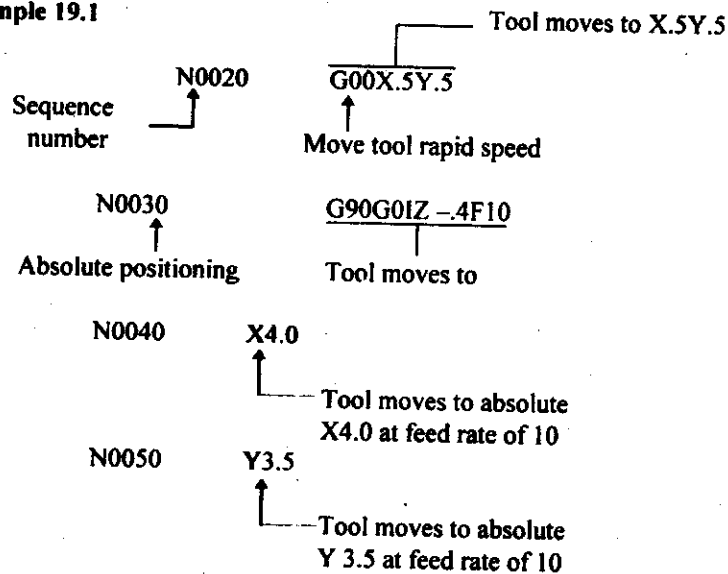 mple 19.1
Tool moves to X.5Y.5
N0020 G00X.5Y.5
Sequence
number
Move tool rapid speed
N0030 G90G0IZ –.4F10
Absolute positioning Tool moves to
N0040 X4.0
Tool moves to absolute
X4.0 at feed rate of 10
N0050 Y3.5
Tool moves to absolute
Y 3.5 at feed rate of 10